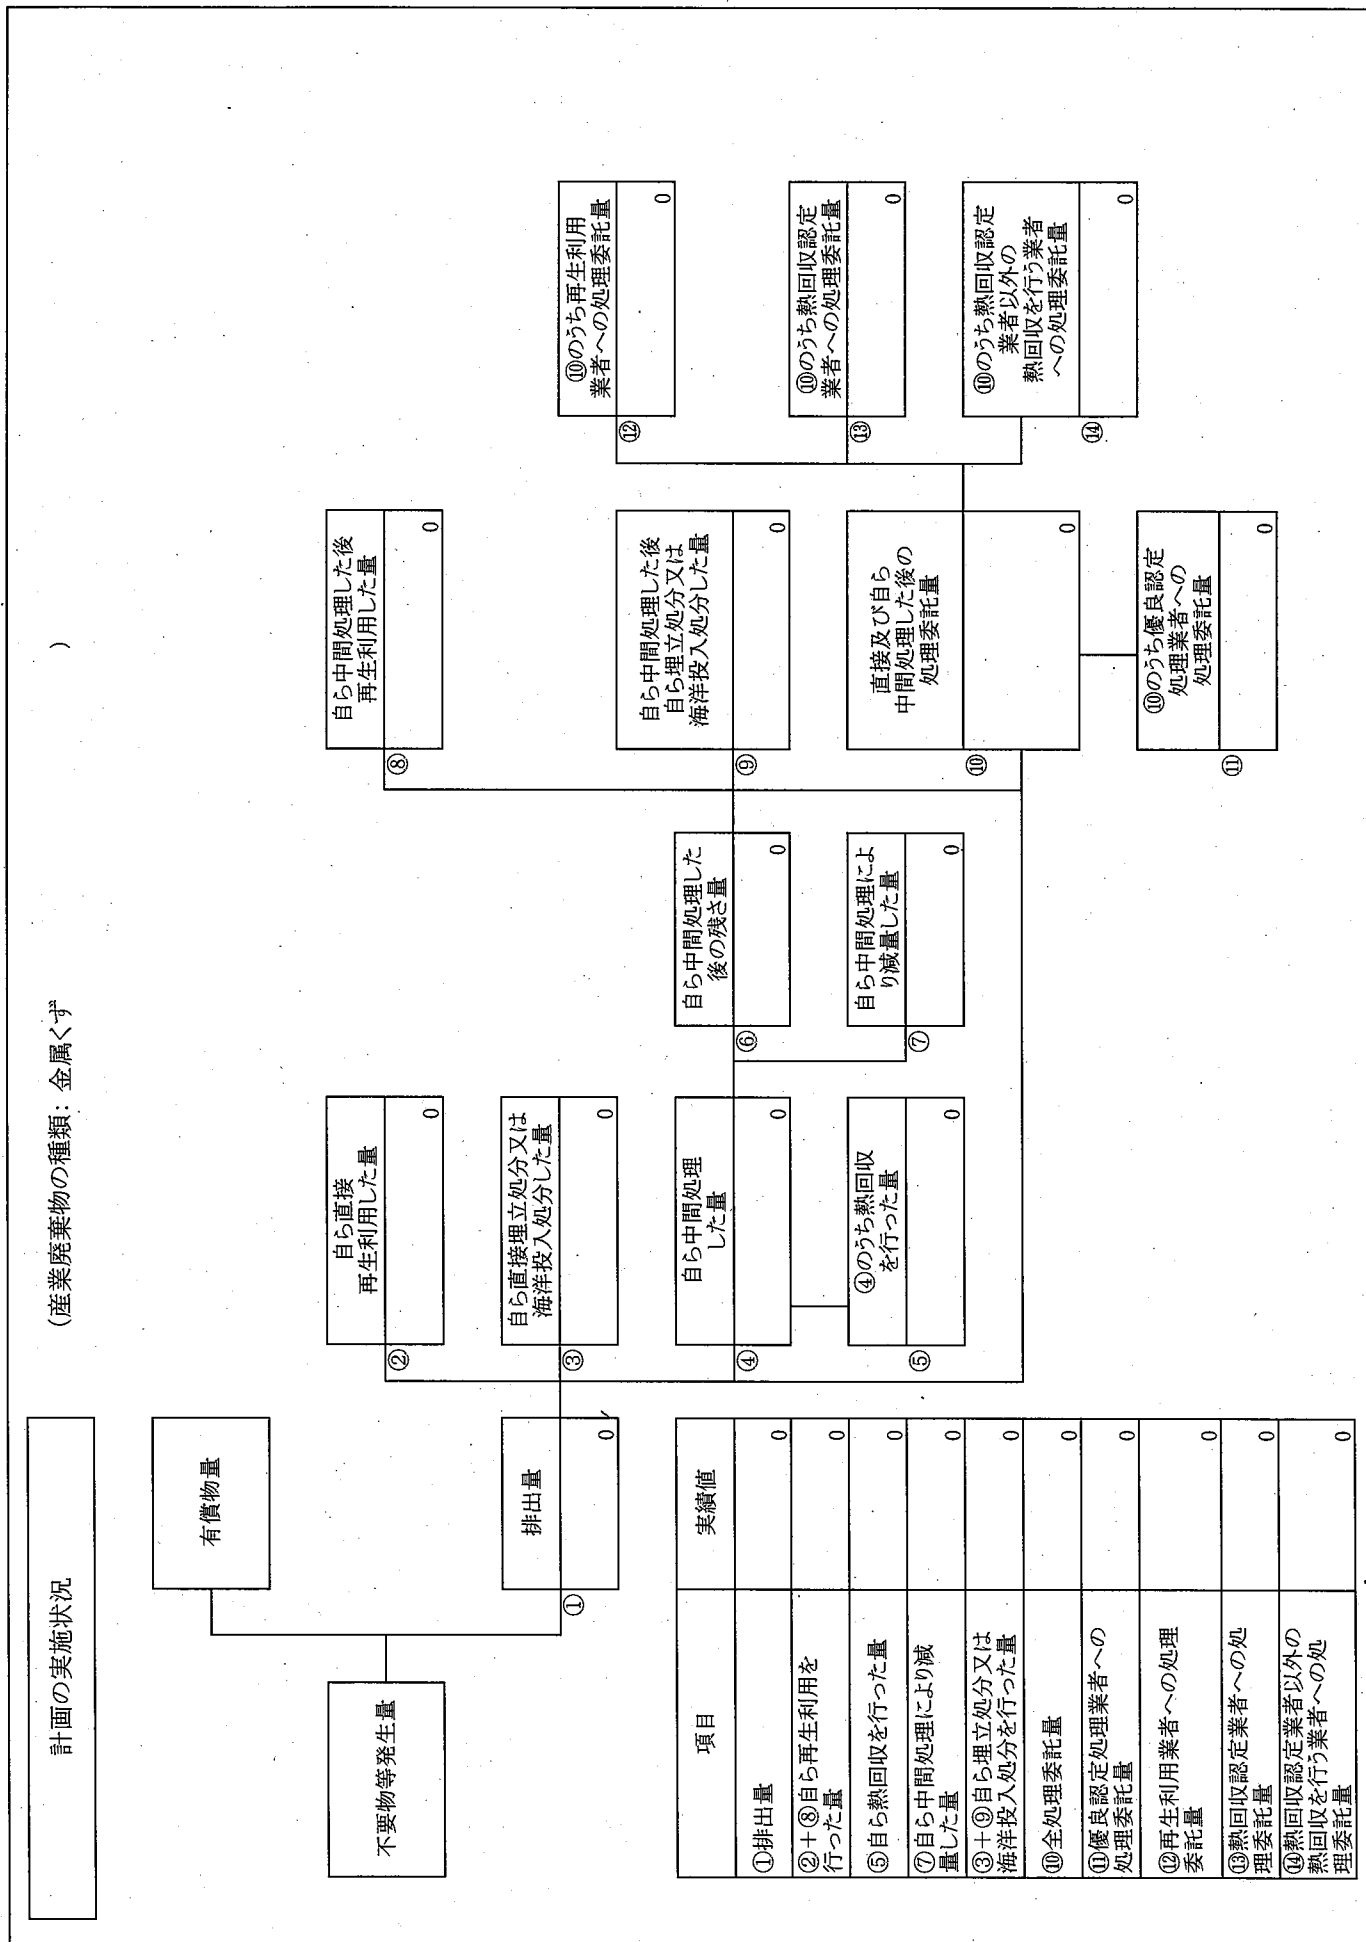 計画の実施状況
(産業廃棄物の種類: 金属くず
)
不要物等発生量
有償物量
①
排出量
0
②
自ら直接
再生利用した量
0
③
自ら直接埋立処分又は
海洋投入処分した量
0
④
自ら中間処理
した量
0
⑤
④のうち熱回収
を行った量
0
⑥
自ら中間処理した
後の残さ量
0
⑦
自ら中間処理によ
り減量した量
0
⑧
自ら中間処理した後
再生利用した量
0
⑨
自ら中間処理した後
自ら埋立処分又は
海洋投入処分した量
0
⑩
直接及び自ら
中間処理した後の
処理委託量
0
⑪
⑩のうち優良認定
処理業者への
処理委託量
0
⑫
⑩のうち再生利用
業者への処理委託量
0
⑬
⑩のうち熱回収認定
業者への処理委託量
0
⑭
⑩のうち熱回収認定
業者以外の
熱回収を行う業者
への処理委託量
0
項目 実績値
①排出量 0
②+⑧自ら再生利用を
行った量 0
⑤自ら熱回収を行った量 0
⑦自ら中間処理により減
量した量 0
③+⑨自ら埋立処分又は
海洋投入処分を行った量 0
⑩全処理委託量 0
⑪優良認定処理業者への
処理委託量 0
⑫再生利用業者への処理
委託量 0
⑬熱回収認定業者への処
理委託量 0
⑭熱回収認定業者以外の
熱回収を行う業者への処
理委託量 0